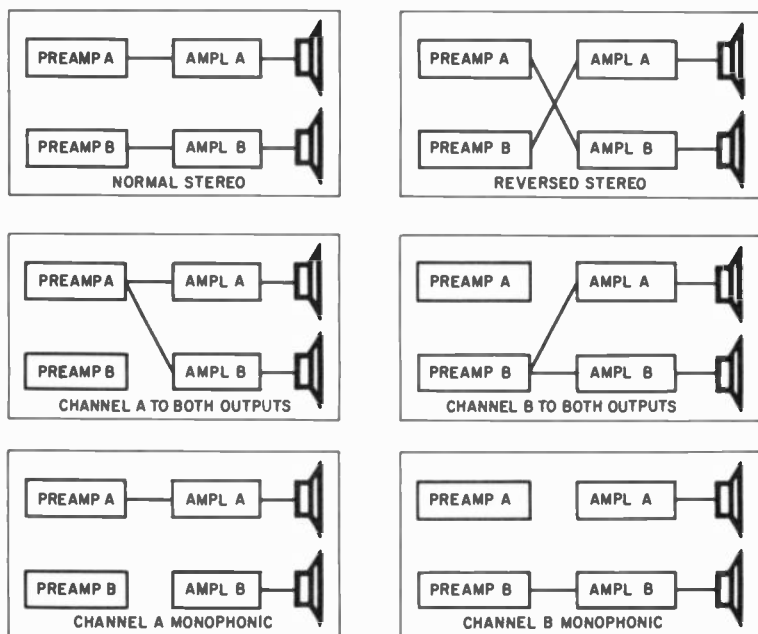 PREAMP A AMPL A
PREAMP B AMPL B
NORMAL STEREO
PREAMP A AMPL A
PREAMP B AMPL B
REVERSED STEREO
PREAMP A AMPL A
PREAMP B AMPL B
CHANNEL A TO BOTH OUTPUTS
PREAMP A AMPL A
PREAMP B AMPL B
CHANNEL B TO BOTH OUTPUTS
PREAMP A AMPL A
PREAMP B AMPL B
CHANNEL A MONOPHONIC
PREAMP A AMPL A
PREAMP B AMPL B
CHANNEL B MONOPHONIC